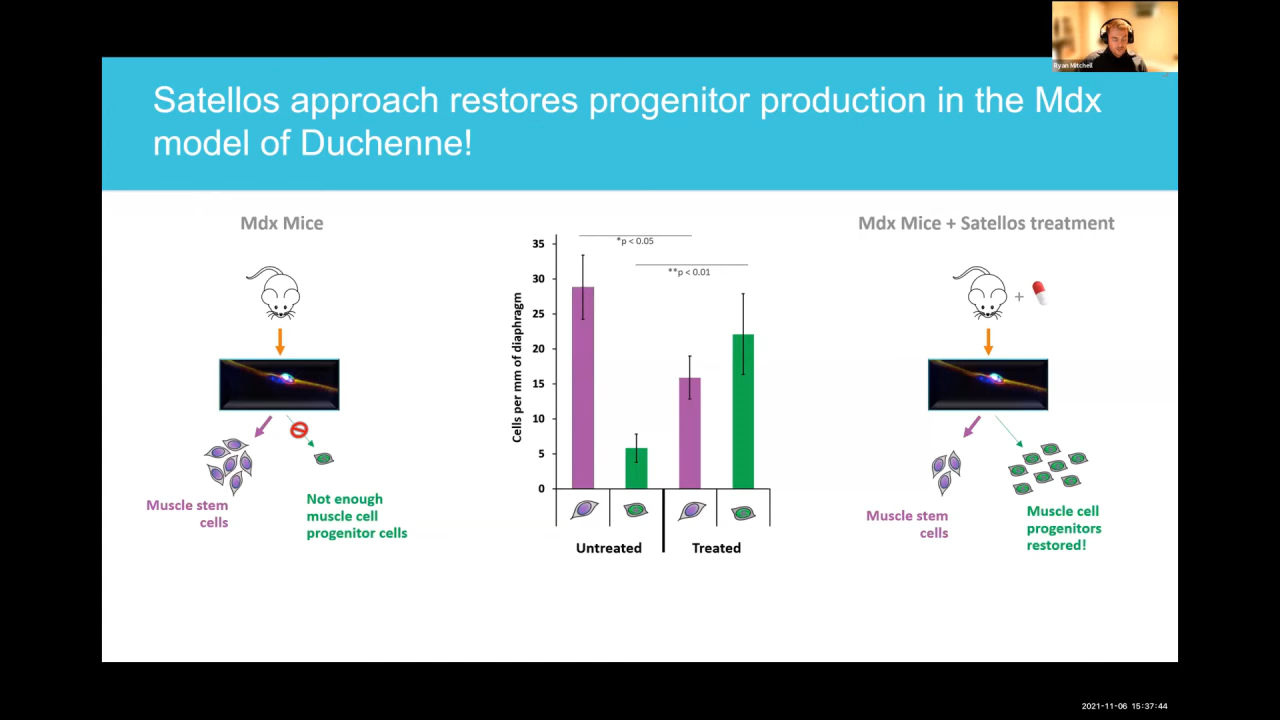 Ryan Mitchell
Satellos approach restores progenitor production in the Mdx
model of Duchenne!
Mdx Mice
Muscle stem
cells
Not enough
muscle cell
progenitor cells
Cells per mm of diaphragm
35
30
25
20
15
10
5
0
*p < 0.05
**p < 0.01
Untreated
Treated
Mdx Mice + Satellos treatment
+
Muscle stem
cells
Muscle cell
progenitors
restored!
2021-11-06 15:37:44